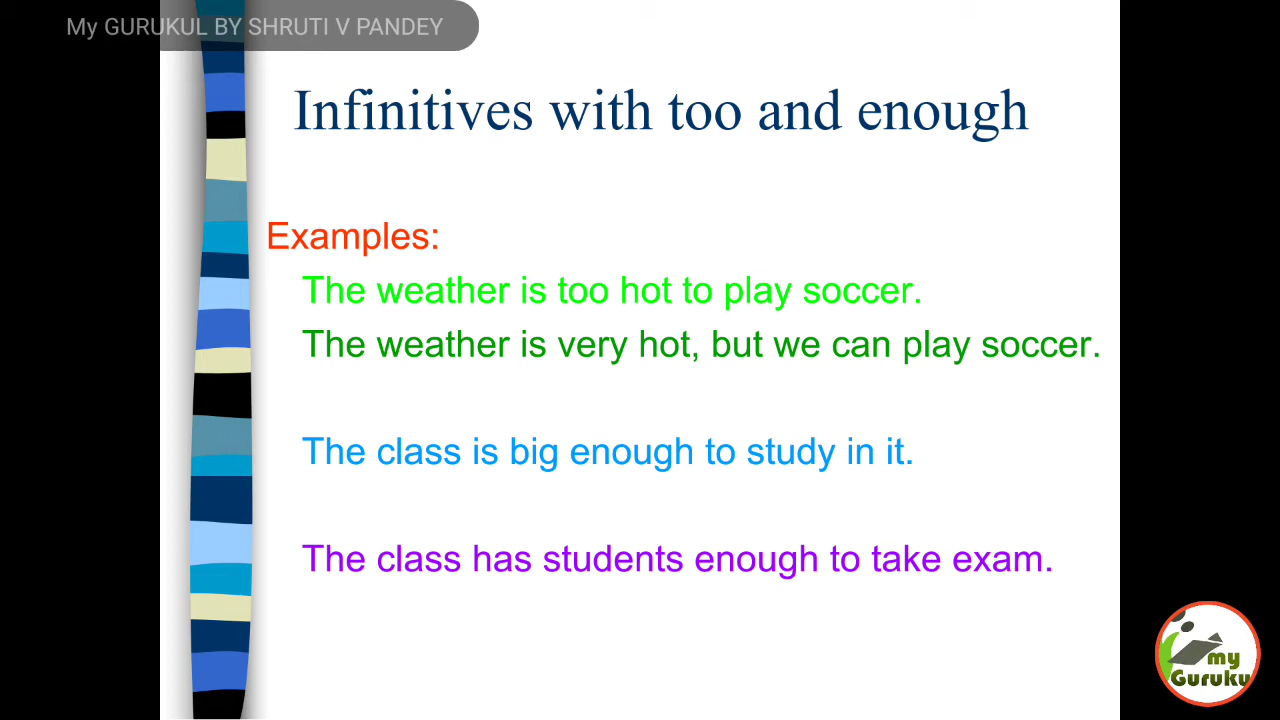 My GURUKUL BY SHRUTI V PANDEY
Infinitives with too and enough
Examples:
The weather is too hot to play soccer.
The weather is very hot, but we can play soccer.
The class is big enough to study in it.
The class has students enough to take exam.
my
Guruku